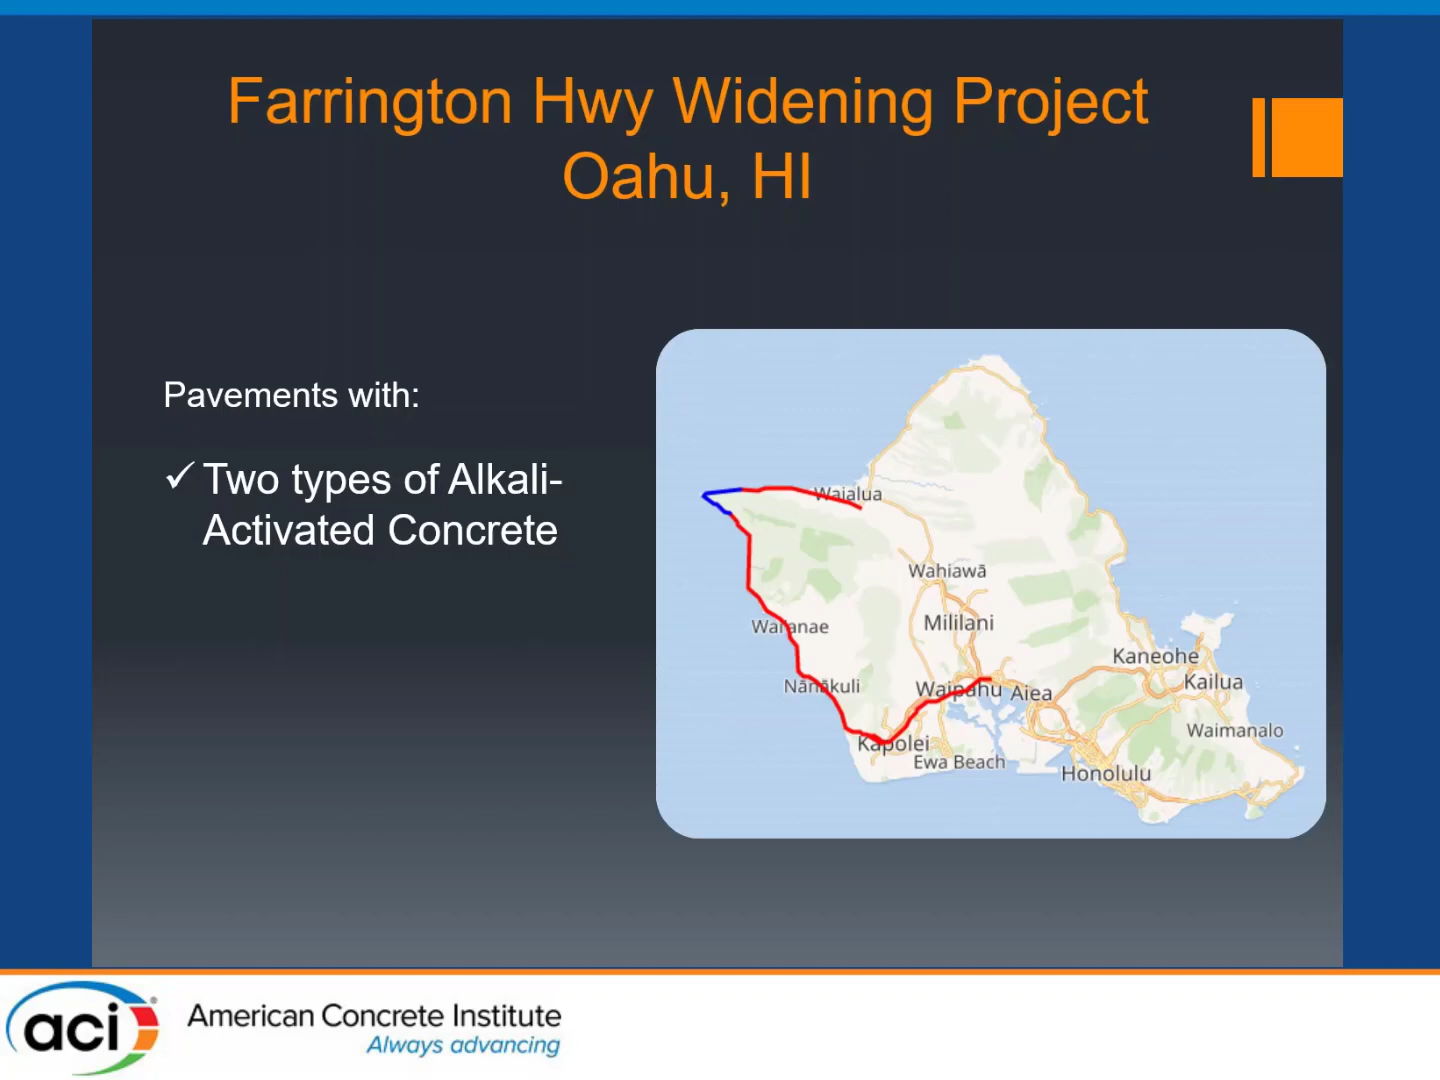 Farrington Hwy Widening Project
Oahu, HI
Pavements with:
✓ Two types of Alkali-
Activated Concrete
Waialua
Wahiawā
Mililani
Waiʻanae
Kaneohe
Nānākuli
Waipahu
Aiea
Kailua
Waimanalo
Kapolei
Ewa Beach
Honolulu
aci®
American Concrete Institute
Always advancing